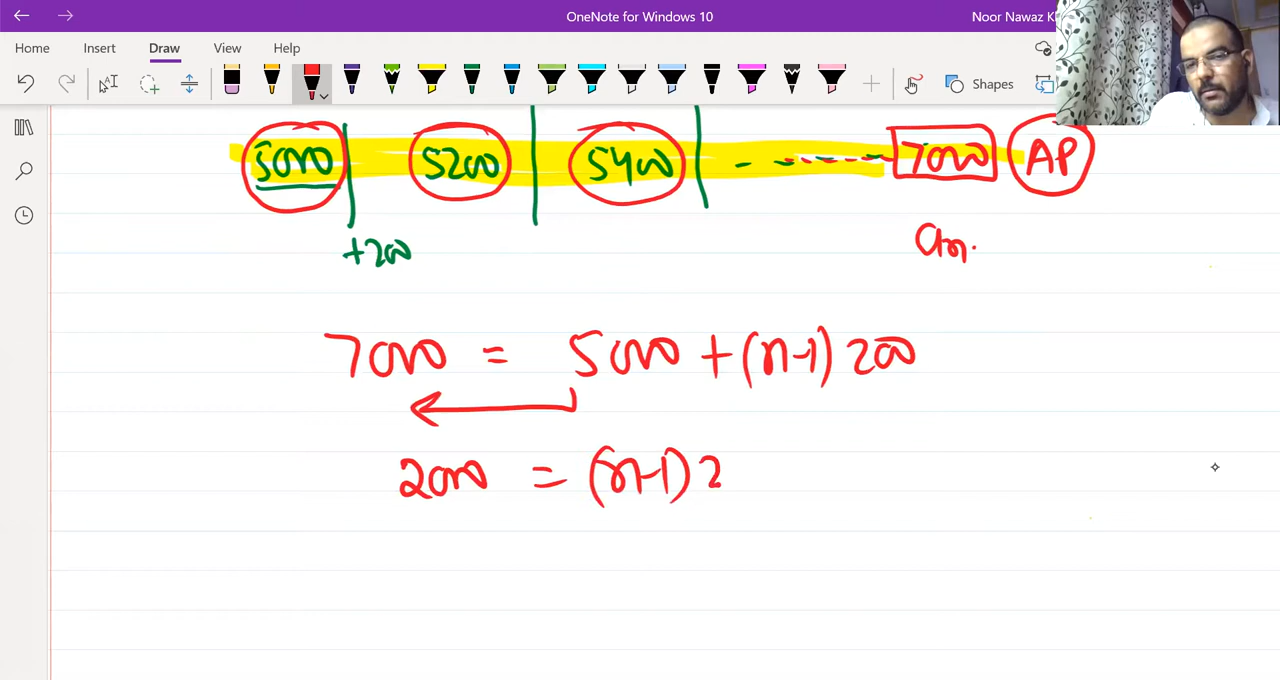 OneNote for Windows 10
Noor Nawaz K
Home Insert Draw View Help
Shapes
5000 5200 5400 - - - - - - 7000 AP
+200
an.
7000 = 5000 + (n-1) 200
2000 = (n-1) 2